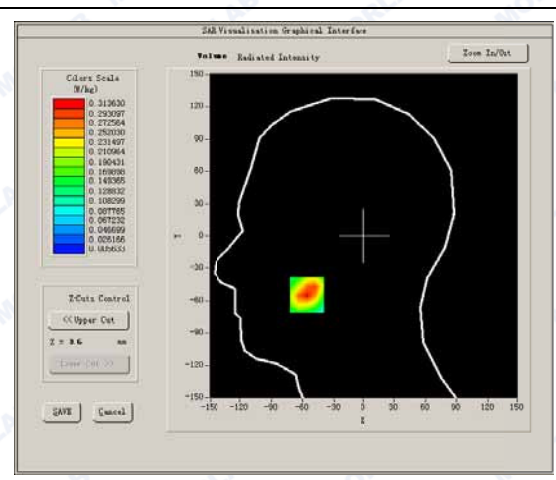 SAR Visualisation Graphical Interface
Volume Radiated Intensity
Zoom In/Out
Colors Scale
(W/kg)
0.313630
0.293097
0.272564
0.252030
0.231497
0.210964
0.190431
0.169898
0.149365
0.128832
0.108299
0.087765
0.067232
0.046699
0.026166
0.005633
Z-Cuts Control
<< Upper Cut
Z = 86 mm
Lower Cut >>
SAVE
Cancel
150
120
90
60
30
0
-30
-60
-90
-120
-150
Y
-150 -120 -90 -60 -30 0 30 60 90 120 150
X